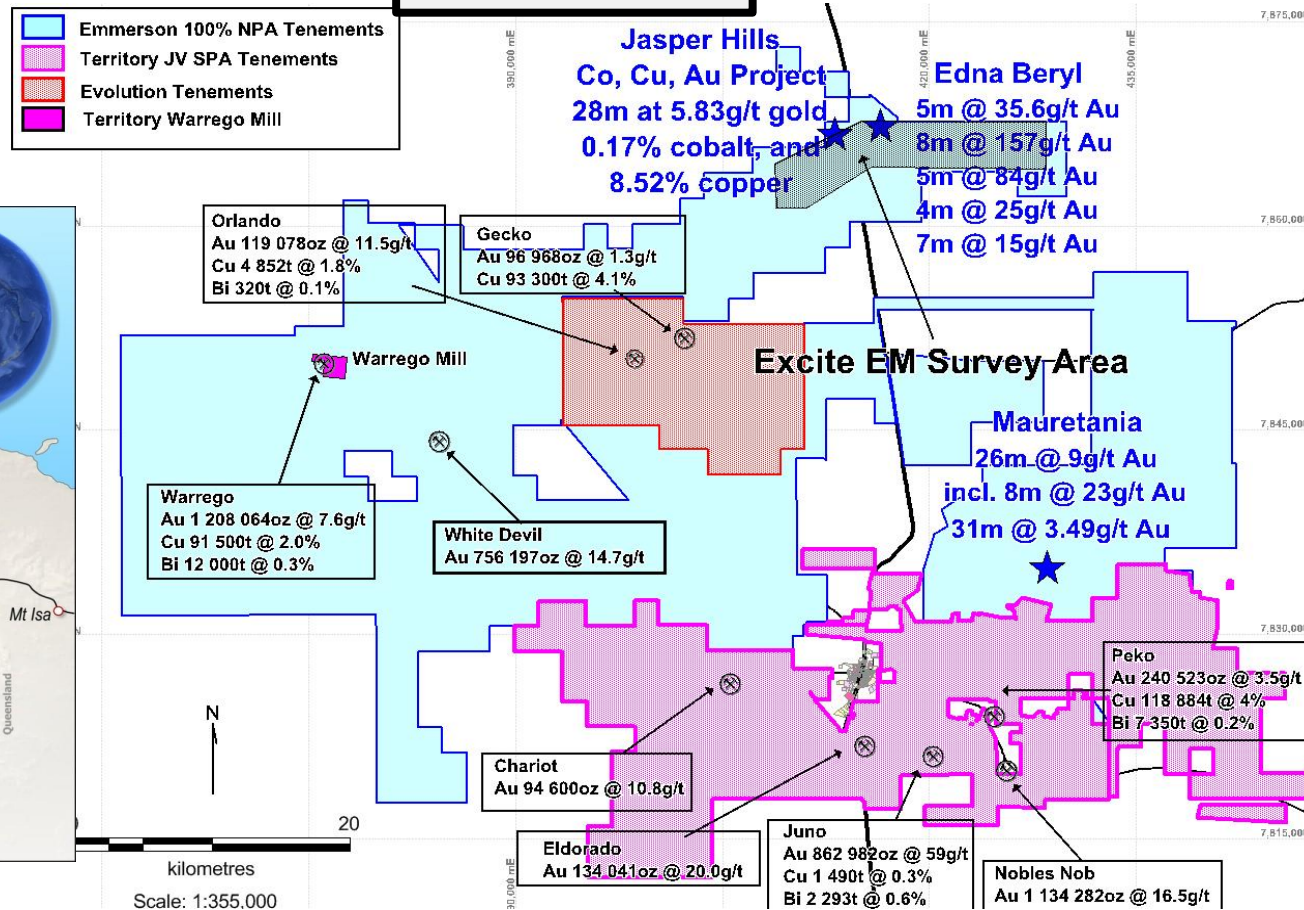 Emmerson 100% NPA Tenements
Territory JV SPA Tenements
Evolution Tenements
Territory Warrego Mill
390,000 mE
420,000 mE
435,000 mE
7,875,00
Jasper Hills
Co, Cu, Au Project
28m at 5.83g/t gold
0.17% cobalt, and
8.52% copper
Edna Beryl
5m @ 35.6g/t Au
8m @ 157g/t Au
5m @ 84g/t Au
4m @ 25g/t Au
7m @ 15g/t Au
Orlando
Au 119 078oz @ 11.5g/t
Cu 4 852t @ 1.8%
Bi 320t @ 0.1%
Gecko
Au 96 968oz @ 1.3g/t
Cu 93 300t @ 4.1%
7,850,00
Warrego Mill
Excite EM Survey Area
Mauretania
26m @ 9g/t Au
incl. 8m @ 23g/t Au
31m @ 3.49g/t Au
7,845,00
Warrego
Au 1 208 064oz @ 7.6g/t
Cu 91 500t @ 2.0%
Bi 12 000t @ 0.3%
White Devil
Au 756 197oz @ 14.7g/t
Mt Isa
Queensland
7,830,00
Peko
Au 240 523oz @ 3.5g/t
Cu 118 884t @ 4%
Bi 7 350t @ 0.2%
N
Chariot
Au 94 600oz @ 10.8g/t
Eldorado
Au 134 041oz @ 20.0g/t
Juno
Au 862 982oz @ 59g/t
Cu 1 490t @ 0.3%
Bi 2 293t @ 0.6%
Nobles Nob
Au 1 134 282oz @ 16.5g/t
7,815,00
20
kilometres
Scale: 1:355,000
90,000 mE